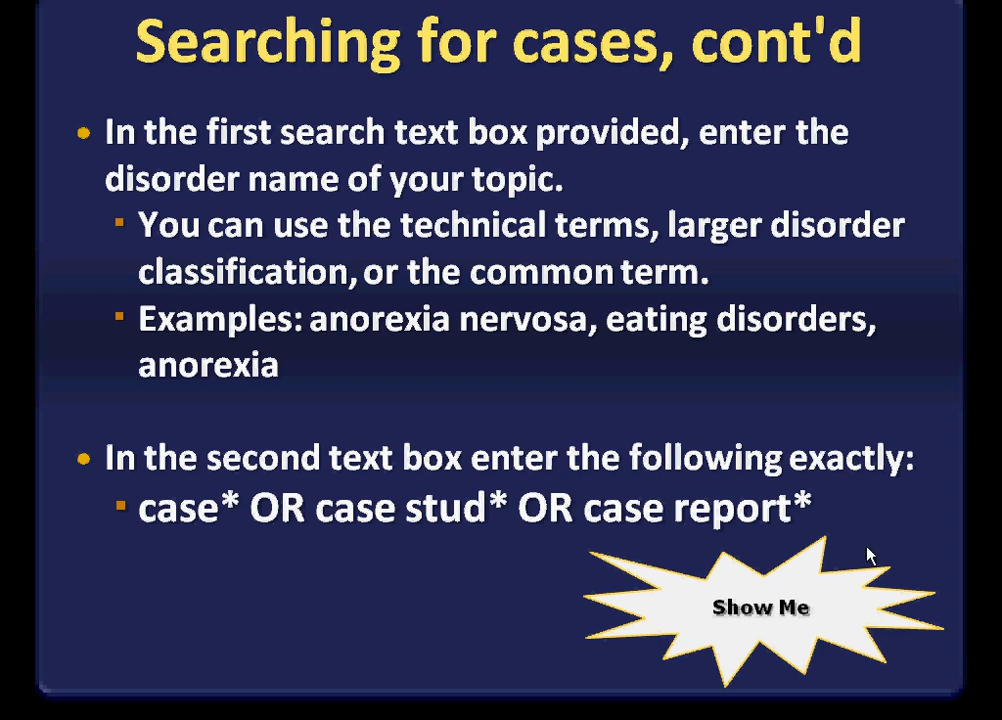 Searching for cases, cont'd
In the first search text box provided, enter the
disorder name of your topic.
You can use the technical terms, larger disorder
classification, or the common term.
Examples: anorexia nervosa, eating disorders,
anorexia
In the second text box enter the following exactly:
case* OR case stud* OR case report*
Show Me